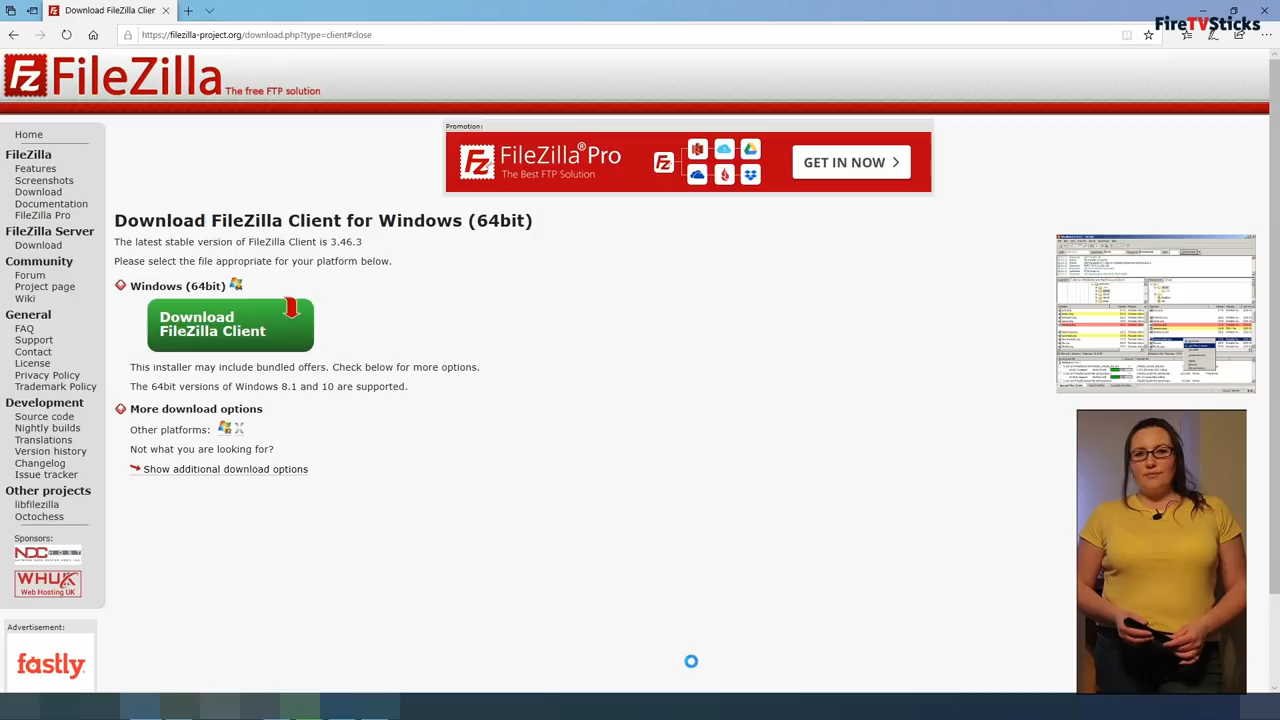 Download FileZilla Clier
FireTVSticks
https://filezilla-project.org/download.php?type=client#close
Fz FileZilla The free FTP solution
Home
FileZilla
Features
Screenshots
Download
Documentation
FileZilla Pro
FileZilla Server
Download
Community
Forum
Project page
Wiki
General
FAQ
Support
Contact
License
Privacy Policy
Trademark Policy
Development
Source code
Nightly builds
Translations
Version history
Changelog
Issue tracker
Other projects
libfilezilla
Octochess
Sponsors:
NDC HOST
WHUK
Web Hosting UK
Advertisement:
fastly
Promotion:
Fz FileZilla® Pro
The Best FTP Solution
GET IN NOW
Download FileZilla Client for Windows (64bit)
The latest stable version of FileZilla Client is 3.46.3
Please select the file appropriate for your platform below.
Windows (64bit)
Download
FileZilla Client
This installer may include bundled offers. Check below for more options.
The 64bit versions of Windows 8.1 and 10 are supported.
More download options
Other platforms:
Not what you are looking for?
Show additional download options